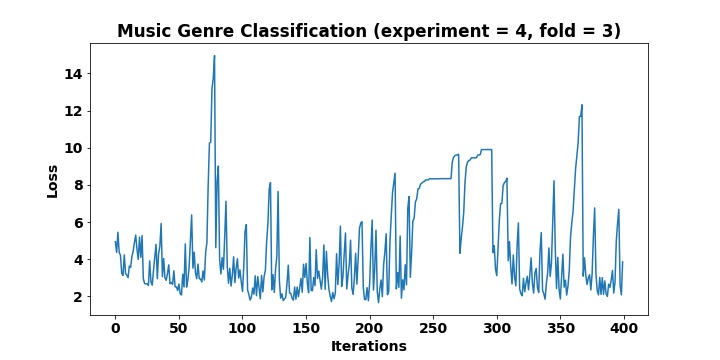 Music Genre Classification (experiment = 4, fold = 3)
14
12
10
8
6
4
2
Loss
0 50 100 150 200 250 300 350 400
Iterations